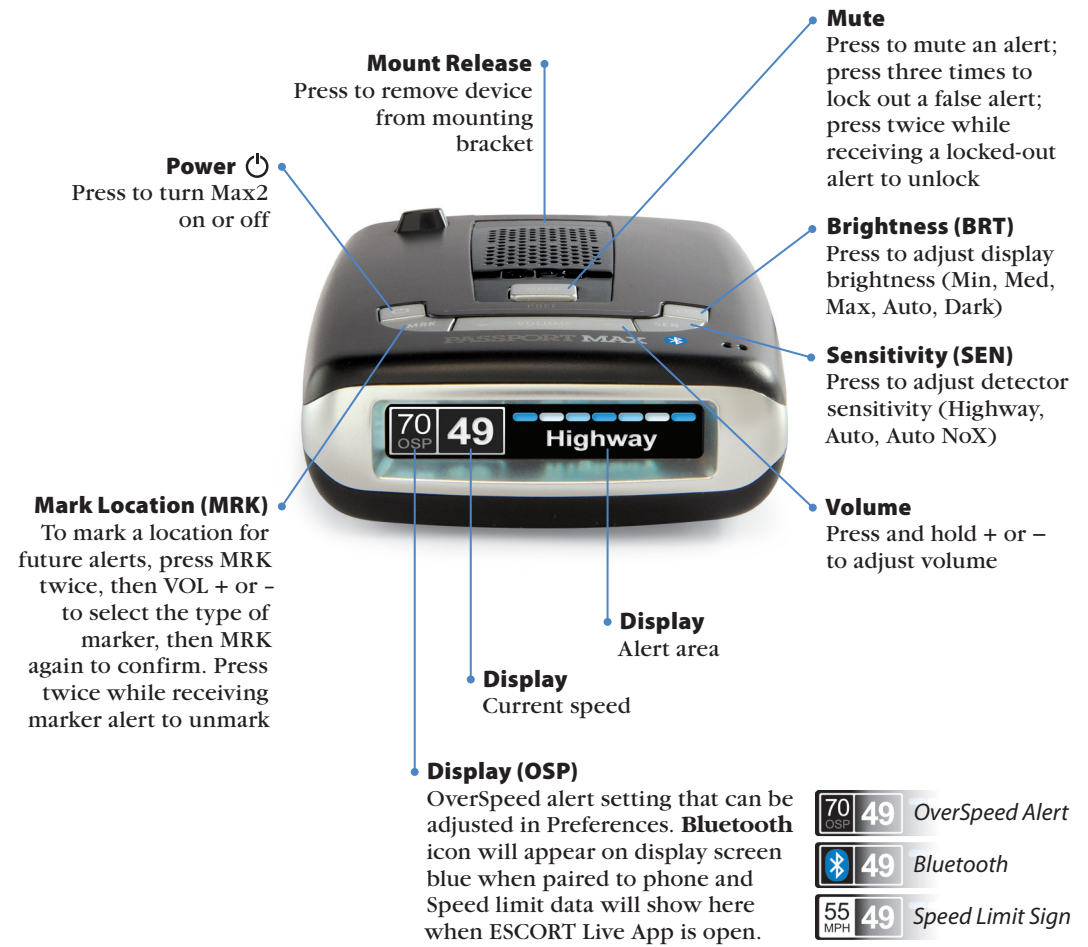 Mute
Press to mute an alert;
press three times to
lock out a false alert;
press twice while
receiving a locked-out
alert to unlock
Mount Release
Press to remove device
from mounting
bracket
Power
Press to turn Max2
on or off
Brightness (BRT)
Press to adjust display
brightness (Min, Med,
Max, Auto, Dark)
Sensitivity (SEN)
Press to adjust detector
sensitivity (Highway,
Auto, Auto NoX)
MRK
VOLUME
SEN
PASSPORT MAX
70
OSP
49
Highway
Mark Location (MRK)
To mark a location for
future alerts, press MRK
twice, then VOL + or –
to select the type of
marker, then MRK
again to confirm. Press
twice while receiving
marker alert to unmark
Volume
Press and hold + or –
to adjust volume
Display
Alert area
Display
Current speed
Display (OSP)
OverSpeed alert setting that can be
adjusted in Preferences. Bluetooth
icon will appear on display screen
blue when paired to phone and
Speed limit data will show here
when ESCORT Live App is open.
70
OSP
49
OverSpeed Alert
49
Bluetooth
55
MPH
49
Speed Limit Sign